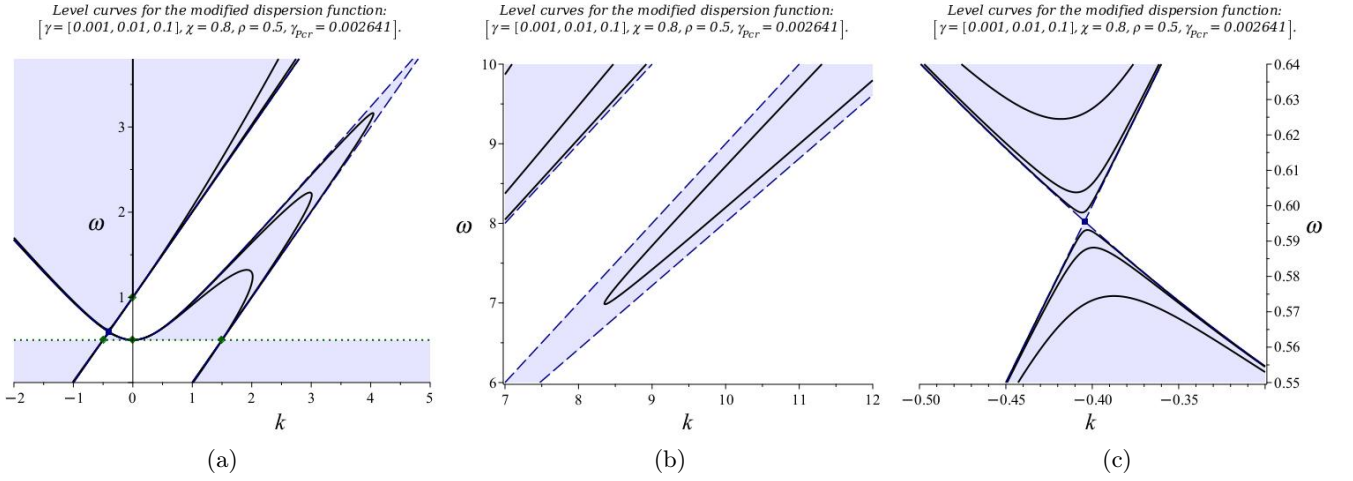 Level curves for the modified dispersion function:
[γ = [0.001, 0.01, 0.1], χ = 0.8, ρ = 0.5, γ_Pcr = 0.002641].
ω
3
2
1
−2 −1 0 1 2 3 4 5
k
(a)
Level curves for the modified dispersion function:
[γ = [0.001, 0.01, 0.1], χ = 0.8, ρ = 0.5, γ_Pcr = 0.002641].
10
9
ω
8
7
6
7 8 9 10 11 12
k
(b)
Level curves for the modified dispersion function:
[γ = [0.001, 0.01, 0.1], χ = 0.8, ρ = 0.5, γ_Pcr = 0.002641].
0.64
0.63
0.62
0.61
0.60
ω
0.59
0.58
0.57
0.56
0.55
−0.50 −0.45 −0.40 −0.35
k
(c)